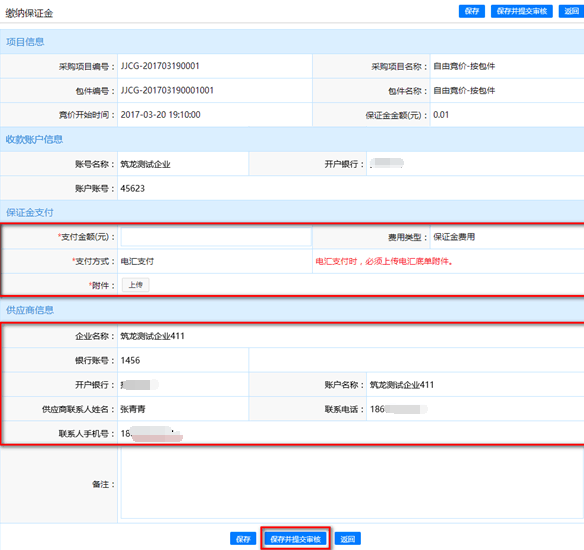 缴纳保证金 保存 保存并提交审核 返回
项目信息
采购项目编号： JJCG-201703190001 采购项目名称： 自由竞价-按包件
包件编号： JJCG-201703190001001 包件名称： 自由竞价-按包件
竞价开始时间： 2017-03-20 19:10:00 保证金金额(元)： 0.01
收款账户信息
账号名称： 筑龙测试企业 开户银行：
账户账号： 45623
保证金支付
*支付金额(元)： 费用类型： 保证金费用
*支付方式： 电汇支付 电汇支付时，必须上传电汇底单附件。
*附件： 上传
供应商信息
企业名称： 筑龙测试企业411
银行账号： 1456
开户银行： 账户名称： 筑龙测试企业411
供应商联系人姓名： 张青青 联系电话： 186
联系人手机号： 18
备注：
保存 保存并提交审核 返回